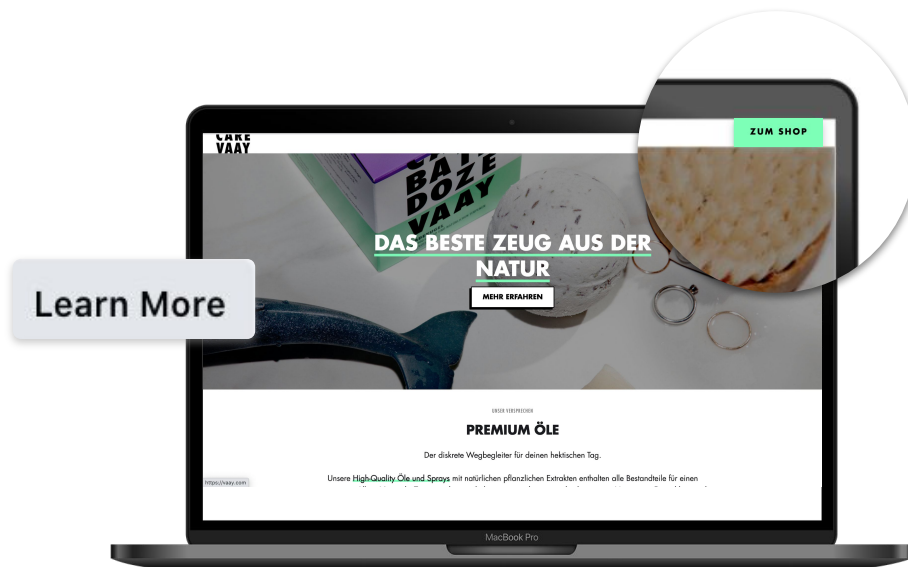 CARE
VAAY
ZUM SHOP
BATH
DOZE
VAAY
DAS BESTE ZEUG AUS DER
NATUR
MEHR ERFAHREN
Learn More
UNSER VERSPRECHEN
PREMIUM ÖLE
Der diskrete Wegbegleiter für deinen hektischen Tag.
Unsere High-Quality Öle und Sprays mit natürlichen pflanzlichen Extrakten enthalten alle Bestandteile für einen
https://vaay.com
MacBook Pro